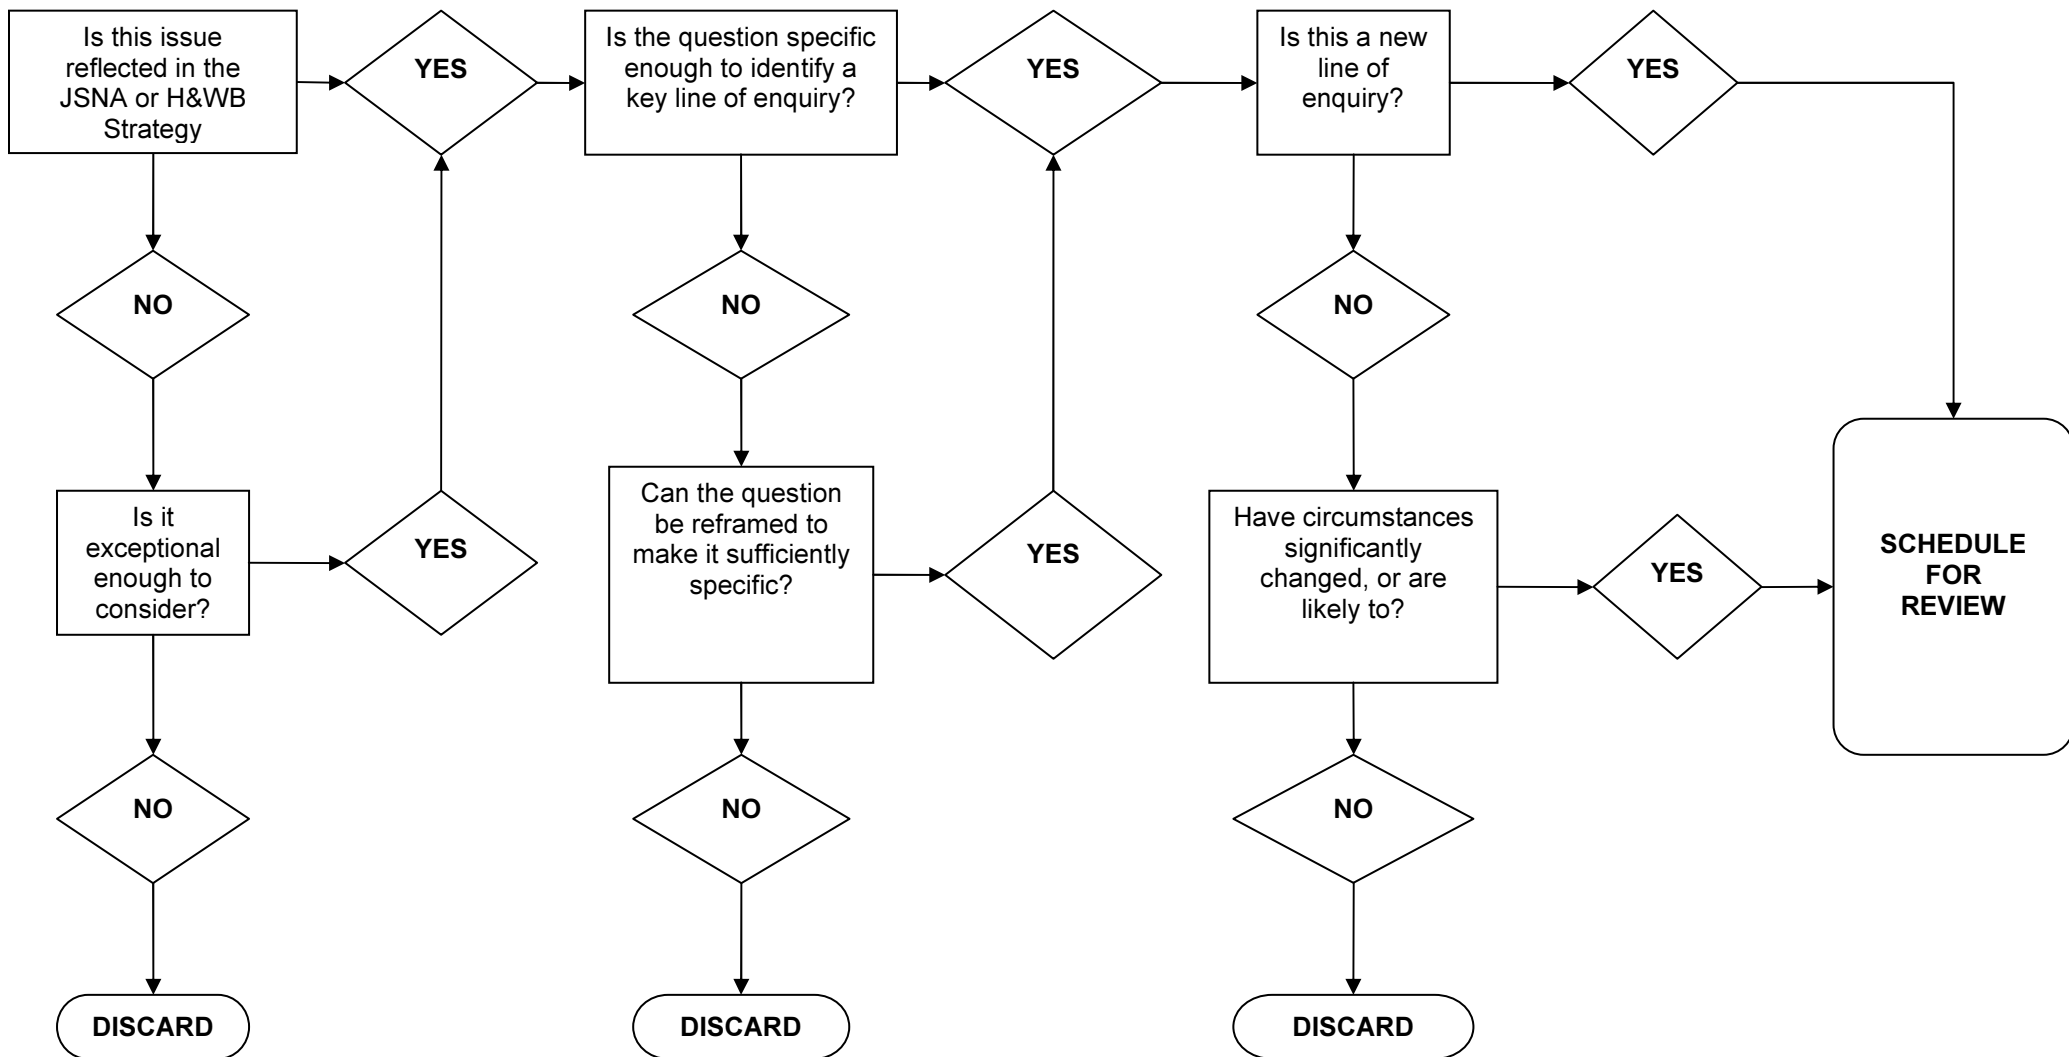 Is this issue
reflected in the
JSNA or H&WB
Strategy
YES
Is the question specific
enough to identify a
key line of enquiry?
YES
Is this a new
line of
enquiry?
YES
NO
NO
NO
Is it
exceptional
enough to
consider?
YES
Can the question
be reframed to
make it sufficiently
specific?
YES
Have circumstances
significantly
changed, or are
likely to?
YES
SCHEDULE
FOR
REVIEW
NO
NO
NO
DISCARD
DISCARD
DISCARD